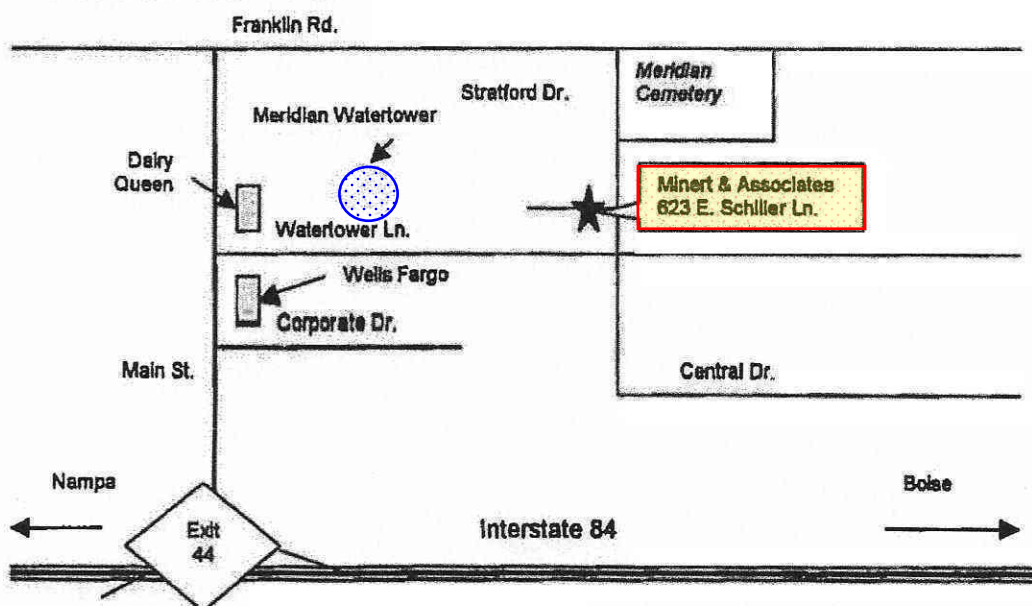 Franklin Rd.
Meridian
Cemetery
Stratford Dr.
Meridian Watertower
Dairy
Queen
Minert & Associates
623 E. Schiller Ln.
Watertower Ln.
Wells Fargo
Corporate Dr.
Main St.
Central Dr.
Nampa
Boise
Exit
44
Interstate 84